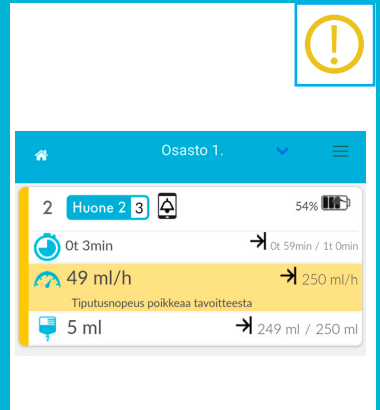 Osasto 1.
2 Huone 2 3 54%
0t 3min 0t 59min / 1t 0min
49 ml/h 250 ml/h
Tiputusnopeus poikkeaa tavoitteesta
5 ml 249 ml / 250 ml